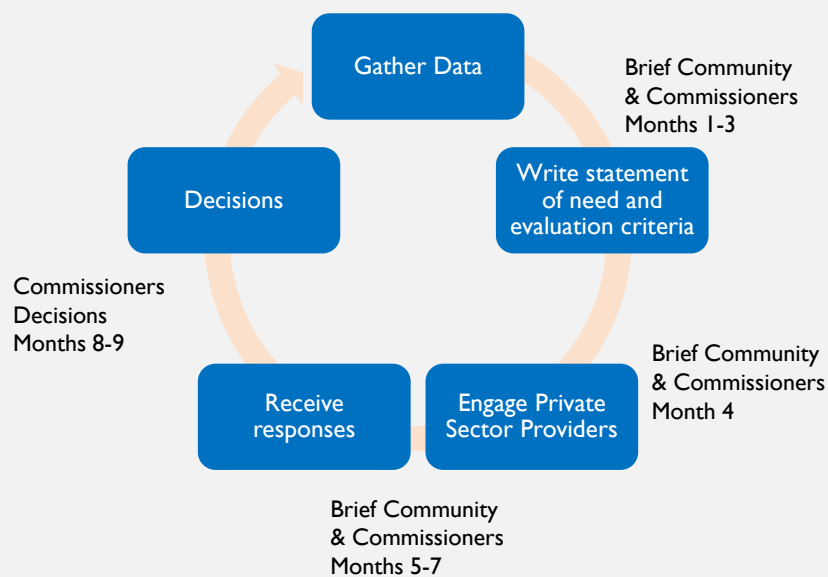 Gather Data
Brief Community
& Commissioners
Months 1-3
Write statement
of need and
evaluation criteria
Brief Community
& Commissioners
Month 4
Engage Private
Sector Providers
Brief Community
& Commissioners
Months 5-7
Receive
responses
Commissioners
Decisions
Months 8-9
Decisions